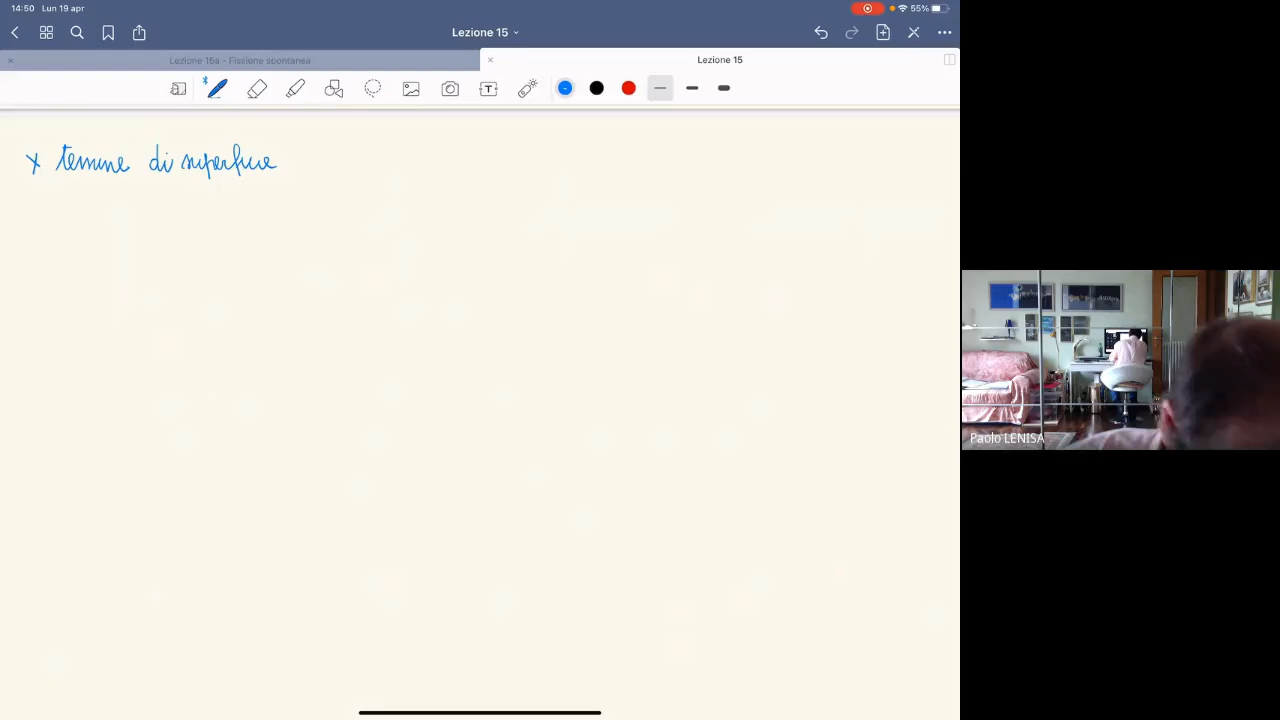 14:50 Lun 19 apr
55%
Lezione 15
Lezione 15a - Fissione spontanea
Lezione 15
x termine di superficie
Paolo LENISA